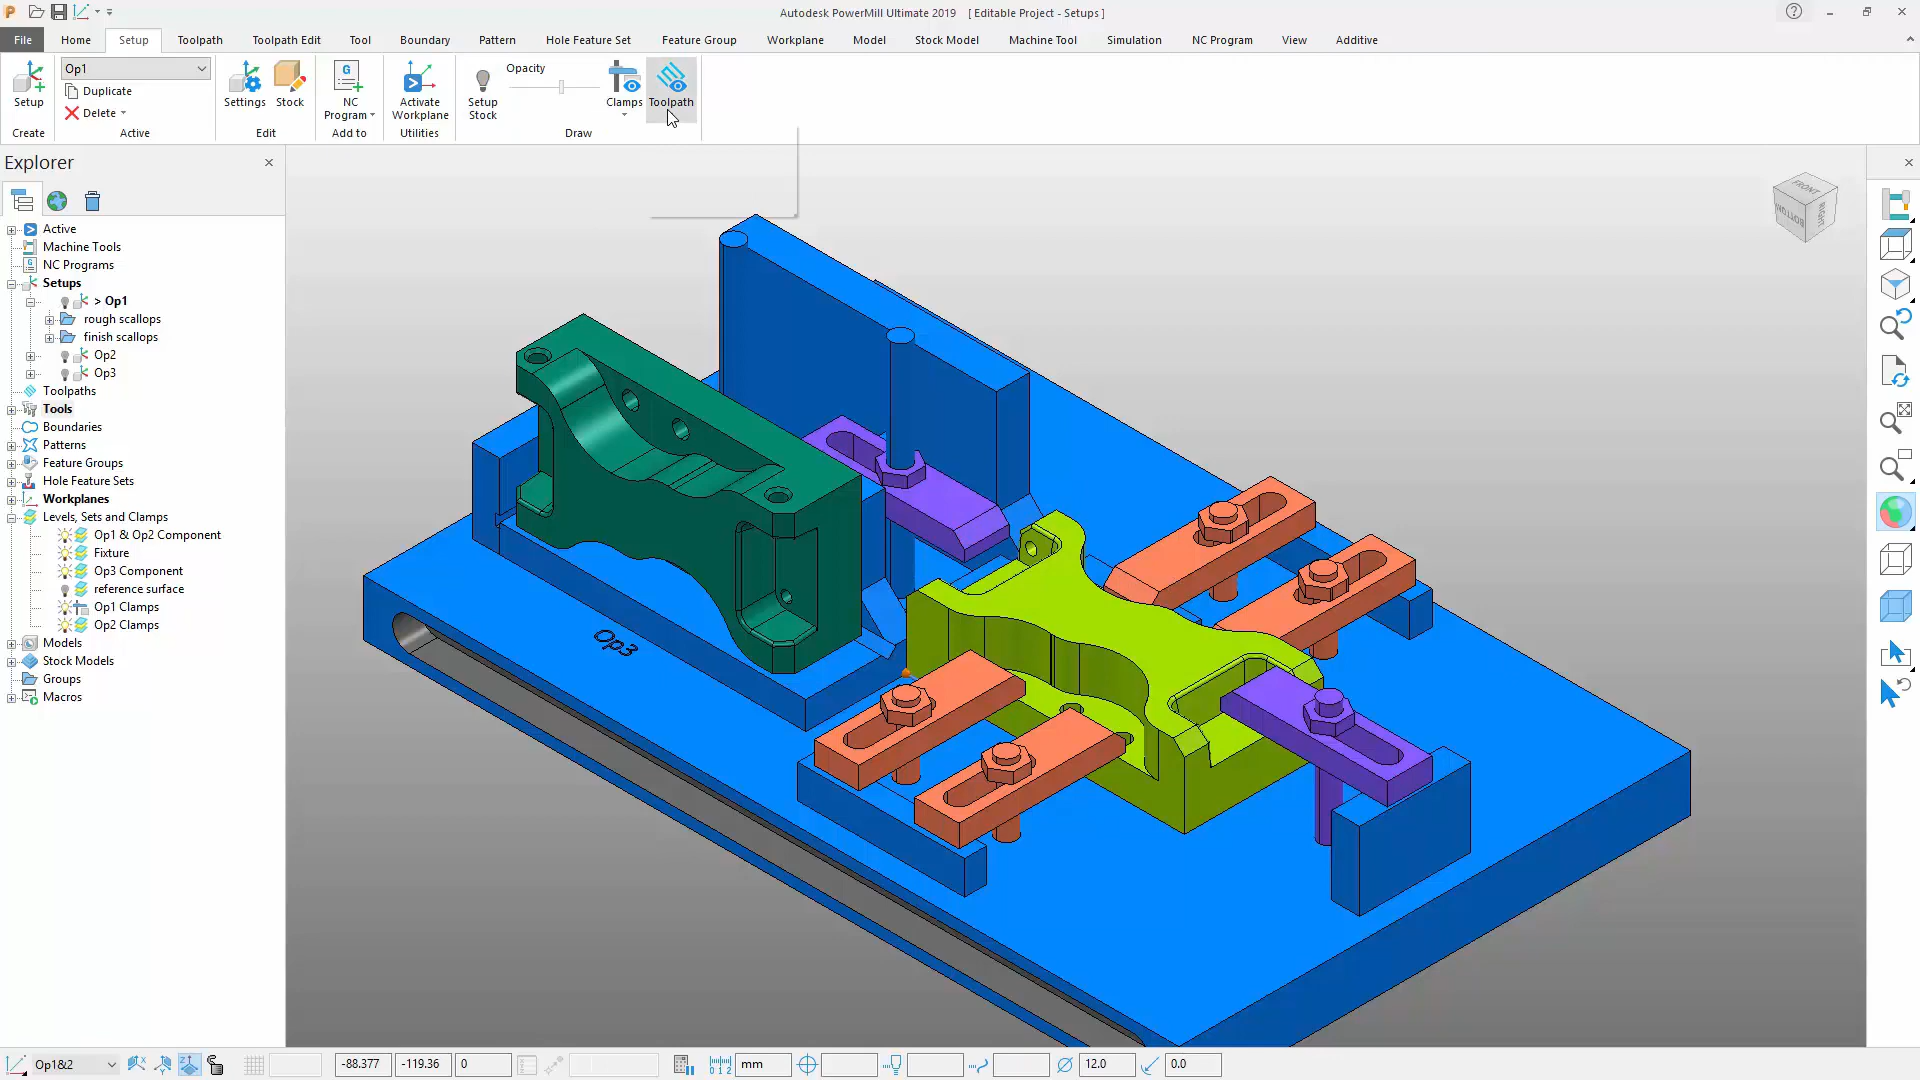 Autodesk PowerMill Ultimate 2019 [ Editable Project - Setups ]
File Home Setup Toolpath Toolpath Edit Tool Boundary Pattern Hole Feature Set Feature Group Workplane Model Stock Model Machine Tool Simulation NC Program View Additive
Setup
Create
Op1
Duplicate
Delete
Active
Settings
Stock
Edit
NC
Program
Add to
Activate
Workplane
Utilities
Setup
Stock
Opacity
Clamps
Toolpath
Draw
Explorer
Active
Machine Tools
NC Programs
Setups
> Op1
rough scallops
finish scallops
Op2
Op3
Toolpaths
Tools
Boundaries
Patterns
Feature Groups
Hole Feature Sets
Workplanes
Levels, Sets and Clamps
Op1 & Op2 Component
Fixture
Op3 Component
reference surface
Op1 Clamps
Op2 Clamps
Models
Stock Models
Groups
Macros
FRONT
BOTTOM
RIGHT
Op3
Op1&2
-88.377
-119.36
0
mm
12.0
0.0